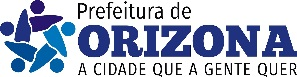 Prefeitura de
ORIZONA
A CIDADE QUE A GENTE QUER